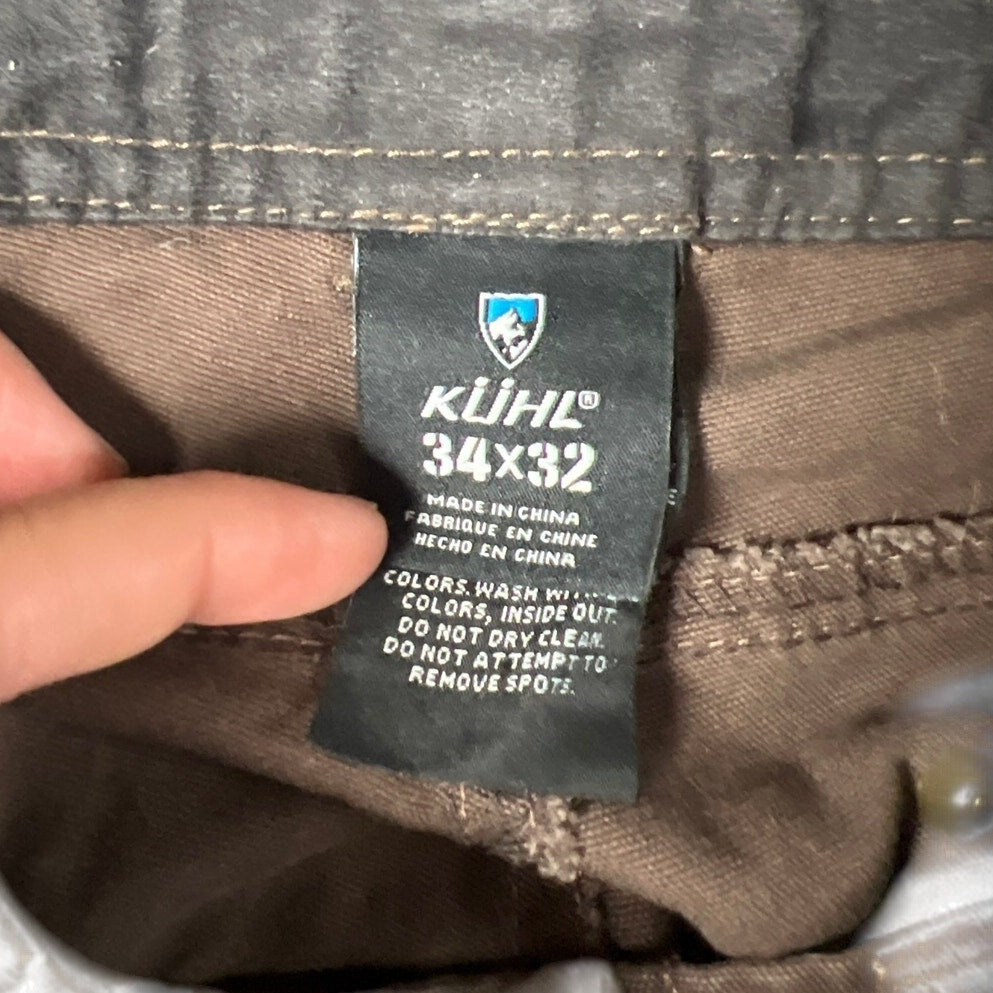 KÜHL®
34X32
MADE IN CHINA
FABRIQUE EN CHINE
HECHO EN CHINA
COLORS. WASH
COLORS, INSIDE OUT.
DO NOT DRY CLEAN.
DO NOT ATTEMPT TO
REMOVE SPOTS.
E